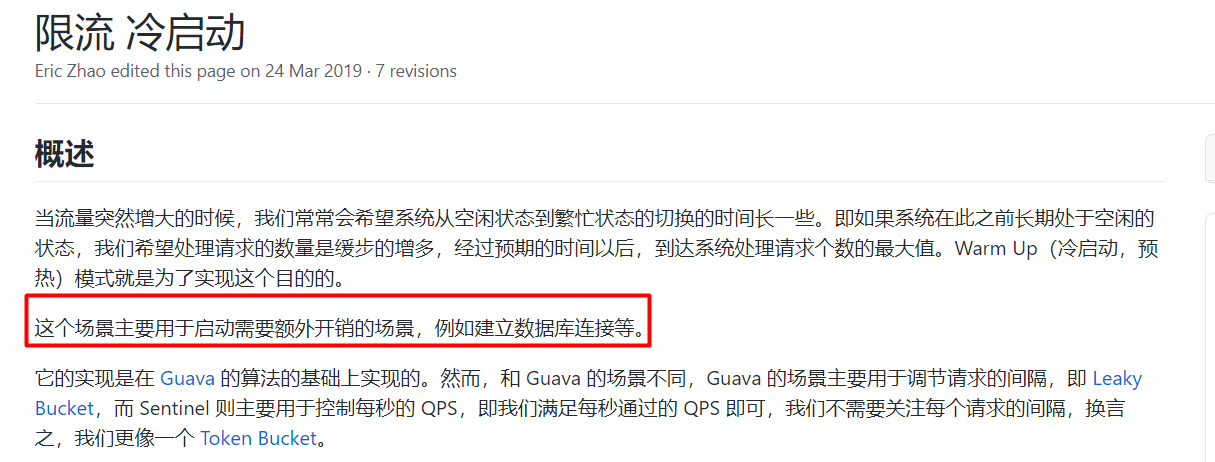 限流 冷启动
Eric Zhao edited this page on 24 Mar 2019 · 7 revisions
概述
当流量突然增大的时候，我们常常会希望系统从空闲状态到繁忙状态的切换的时间长一些。即如果系统在此之前长期处于空闲的
状态，我们希望处理请求的数量是缓步的增多，经过预期的时间以后，到达系统处理请求个数的最大值。Warm Up（冷启动，预
热）模式就是为了实现这个目的的。
这个场景主要用于启动需要额外开销的场景，例如建立数据库连接等。
它的实现是在 Guava 的算法的基础上实现的。然而，和 Guava 的场景不同，Guava 的场景主要用于调节请求的间隔，即 Leaky
Bucket，而 Sentinel 则主要用于控制每秒的 QPS，即我们满足每秒通过的 QPS 即可，我们不需要关注每个请求的间隔，换言
之，我们更像一个 Token Bucket。